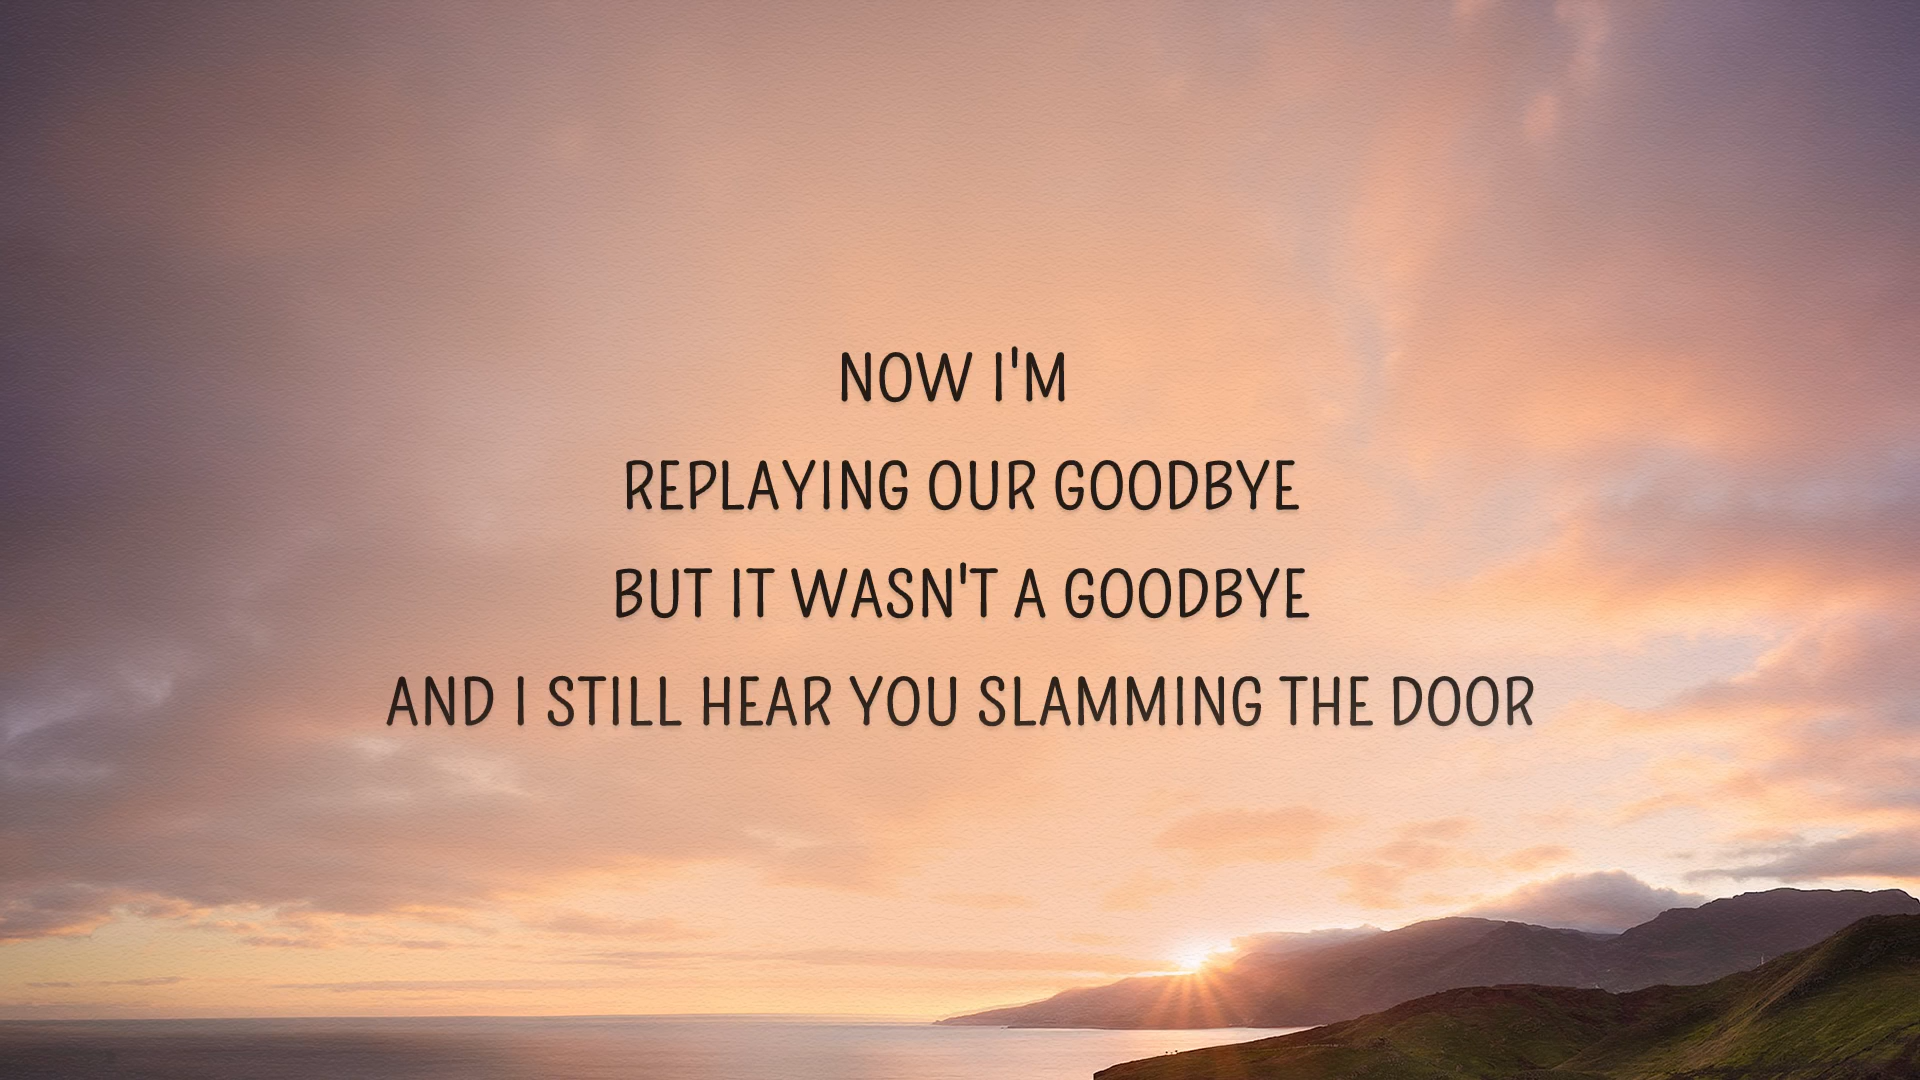 NOW I'M
REPLAYING OUR GOODBYE
BUT IT WASN'T A GOODBYE
AND I STILL HEAR YOU SLAMMING THE DOOR